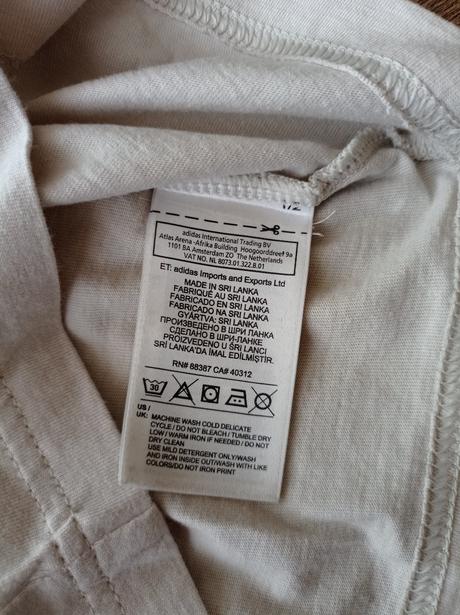 1/2
adidas International Trading BV
Atlas Arena -Afrika Building Hoogoorddreef 9a
1101 BA Amsterdam ZO The Netherlands
VAT NO. NL 8073.01.322.B.01
ET: adidas Imports and Exports Ltd
MADE IN SRI LANKA
FABRIQUÉ AU SRI LANKA
FABRICADO EN SRI LANKA
FABRICADO NA SRI LANKA
GYÁRTVA: SRI LANKA
ПРОИЗВЕДЕНО В ШРИ ЛАНКА
СДЕЛАНО В ШРИ-ЛАНКЕ
PROIZVEDENO U ŠRI LANCI
SRİ LANKA'DA İMAL EDİLMİŞTİR.
RN# 88387 CA# 40312
30
US /
UK: MACHINE WASH COLD DELICATE
CYCLE / DO NOT BLEACH / TUMBLE DRY
LOW / WARM IRON IF NEEDED / DO NOT
DRY CLEAN
USE MILD DETERGENT ONLY/WASH
AND IRON INSIDE OUT/WASH WITH LIKE
COLORS/DO NOT IRON PRINT